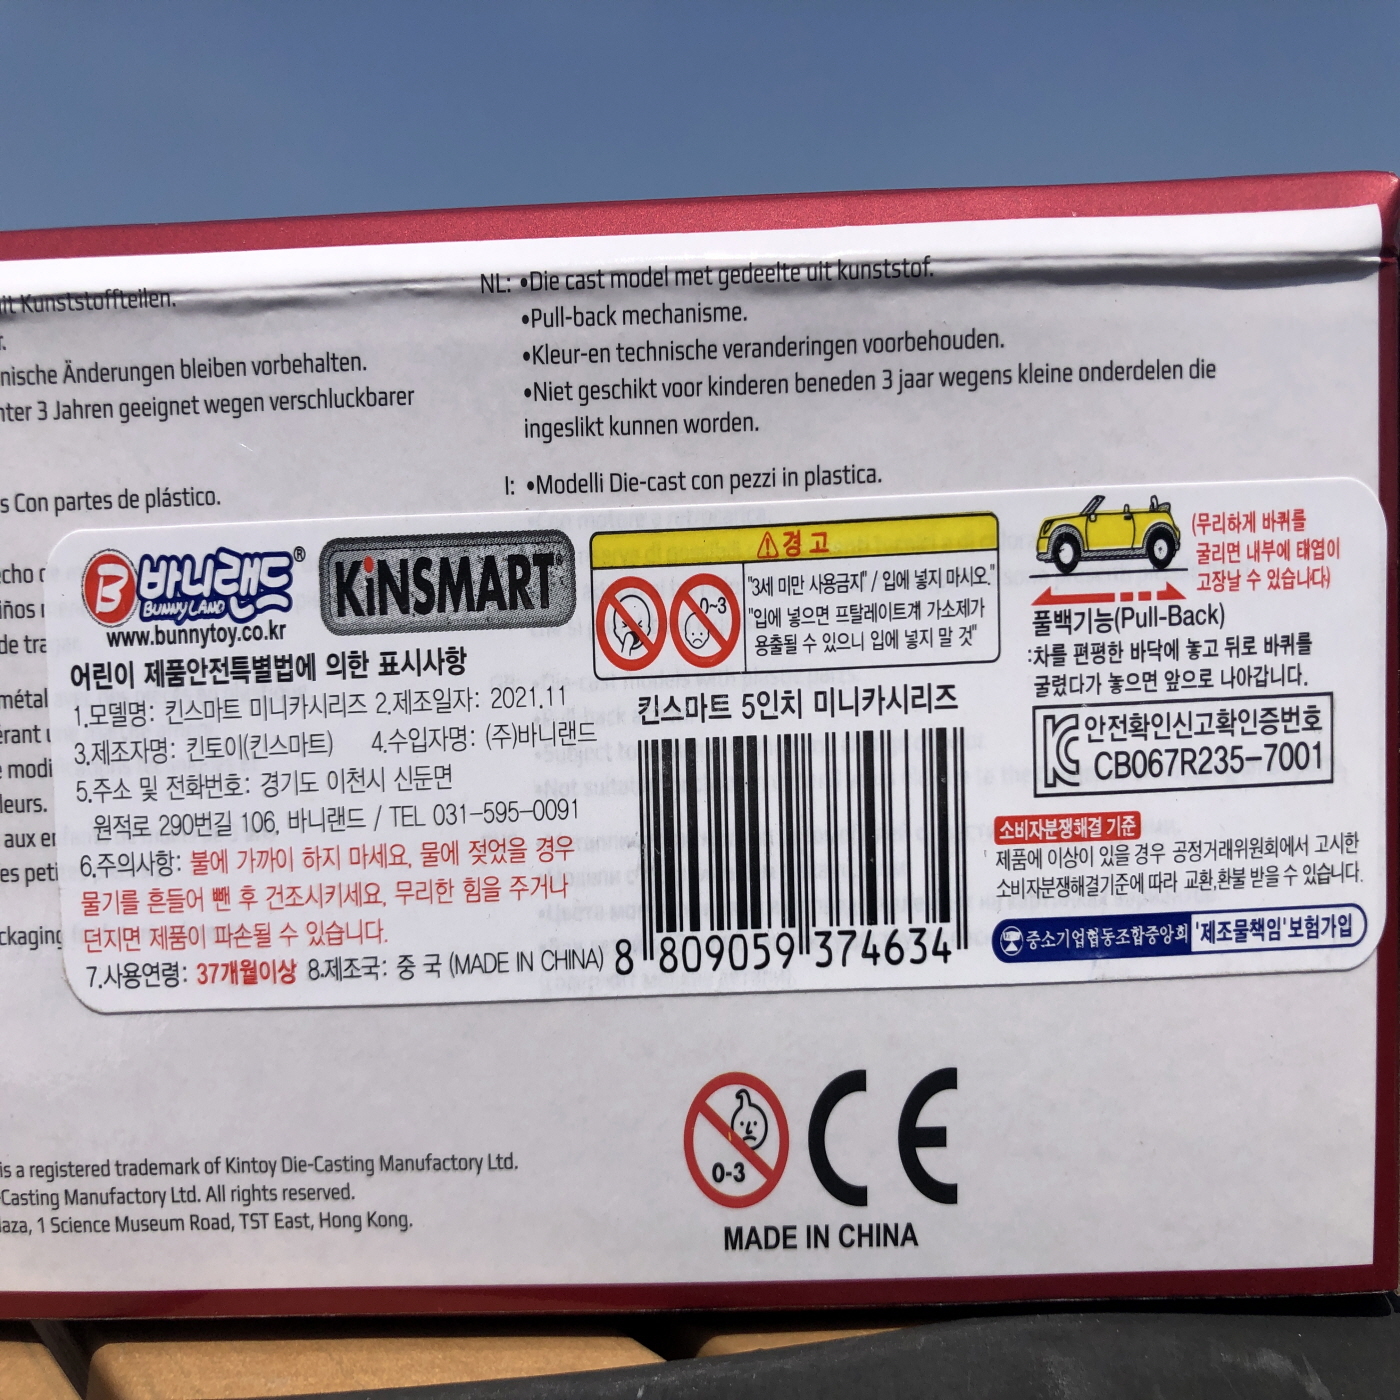 it Kunststoffteilen.
r.
nische Änderungen bleiben vorbehalten.
nter 3 Jahren geeignet wegen verschluckbarer
s Con partes de plástico.
echo
iños
de tra
métal
érant
e modi
leurs.
aux en
es peti
ckaging
NL: •Die cast model met gedeelte uit kunststof.
•Pull-back mechanisme.
•Kleur-en technische veranderingen voorbehouden.
•Niet geschikt voor kinderen beneden 3 jaar wegens kleine onderdelen die
ingeslikt kunnen worden.
I: •Modelli Die-cast con pezzi in plastica.
B 바니랜드®
BUNNYLAND
www.bunnytoy.co.kr
KiNSMART
어린이 제품안전특별법에 의한 표시사항
1.모델명: 킨스마트 미니카시리즈 2.제조일자: 2021.11
3.제조자명: 킨토이(킨스마트) 4.수입자명: (주)바니랜드
5.주소 및 전화번호: 경기도 이천시 신둔면
원적로 290번길 106, 바니랜드 / TEL 031-595-0091
6.주의사항: 불에 가까이 하지 마세요, 물에 젖었을 경우
물기를 흔들어 뺀 후 건조시키세요, 무리한 힘을 주거나
던지면 제품이 파손될 수 있습니다.
7.사용연령: 37개월이상 8.제조국: 중 국 (MADE IN CHINA)
경 고
0-3
"3세 미만 사용금지" / 입에 넣지 마시오."
"입에 넣으면 프탈레이트계 가소제가
용출될 수 있으니 입에 넣지 말 것"
킨스마트 5인치 미니카시리즈
8 809059 374634
(무리하게 바퀴를
굴리면 내부에 태엽이
고장날 수 있습니다)
풀백기능(Pull-Back)
:차를 편평한 바닥에 놓고 뒤로 바퀴를
굴렸다가 놓으면 앞으로 나아갑니다.
안전확인신고확인증번호
CB067R235-7001
소비자분쟁해결 기준
제품에 이상이 있을 경우 공정거래위원회에서 고시한
소비자분쟁해결기준에 따라 교환,환불 받을 수 있습니다.
중소기업협동조합중앙회 '제조물책임'보험가입
0-3
CE
MADE IN CHINA
is a registered trademark of Kintoy Die-Casting Manufactory Ltd.
-Casting Manufactory Ltd. All rights reserved.
laza, 1 Science Museum Road, TST East, Hong Kong.